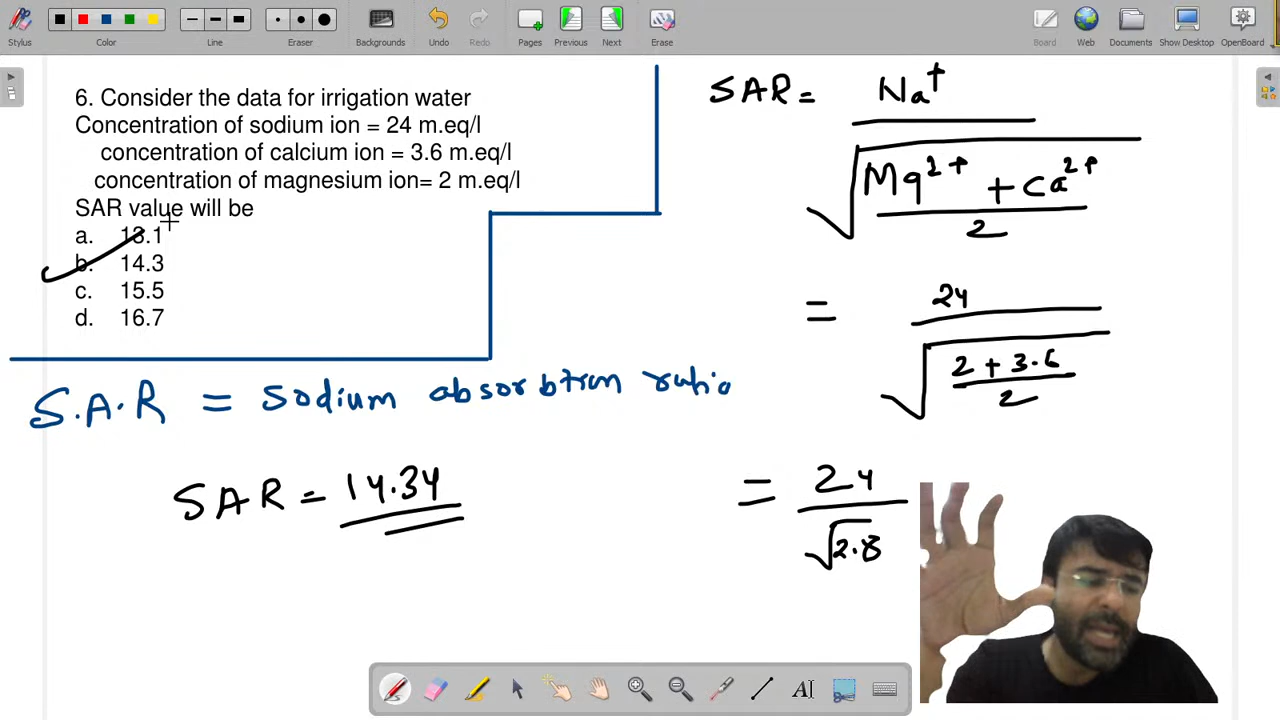 Stylus Color Line Eraser Backgrounds Undo Redo Pages Previous Next Erase Board Web Documents Show Desktop OpenBoard
6. Consider the data for irrigation water
Concentration of sodium ion = 24 m.eq/l
concentration of calcium ion = 3.6 m.eq/l
concentration of magnesium ion= 2 m.eq/l
SAR value will be
a. 13.1
b. 14.3
c. 15.5
d. 16.7
S.A.R = sodium absorbtion ratio
SAR = 14.34
SAR = Na+
√ Mg2+ + Ca2+
2
= 24
√ 2 + 3.6
2
= 24
√2.8
AI